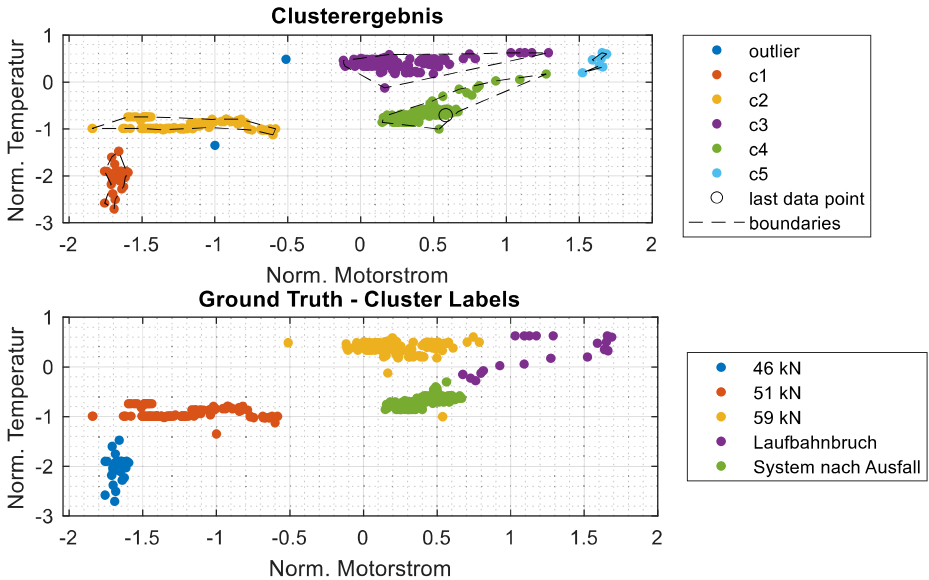 Clusterergebnis
Norm. Temperatur
1
0
-1
-2
-3
-2
-1.5
-1
-0.5
0
0.5
1
1.5
2
Norm. Motorstrom
outlier
c1
c2
c3
c4
c5
last data point
boundaries
Ground Truth - Cluster Labels
Norm. Temperatur
1
0
-1
-2
-3
-2
-1.5
-1
-0.5
0
0.5
1
1.5
2
Norm. Motorstrom
46 kN
51 kN
59 kN
Laufbahnbruch
System nach Ausfall